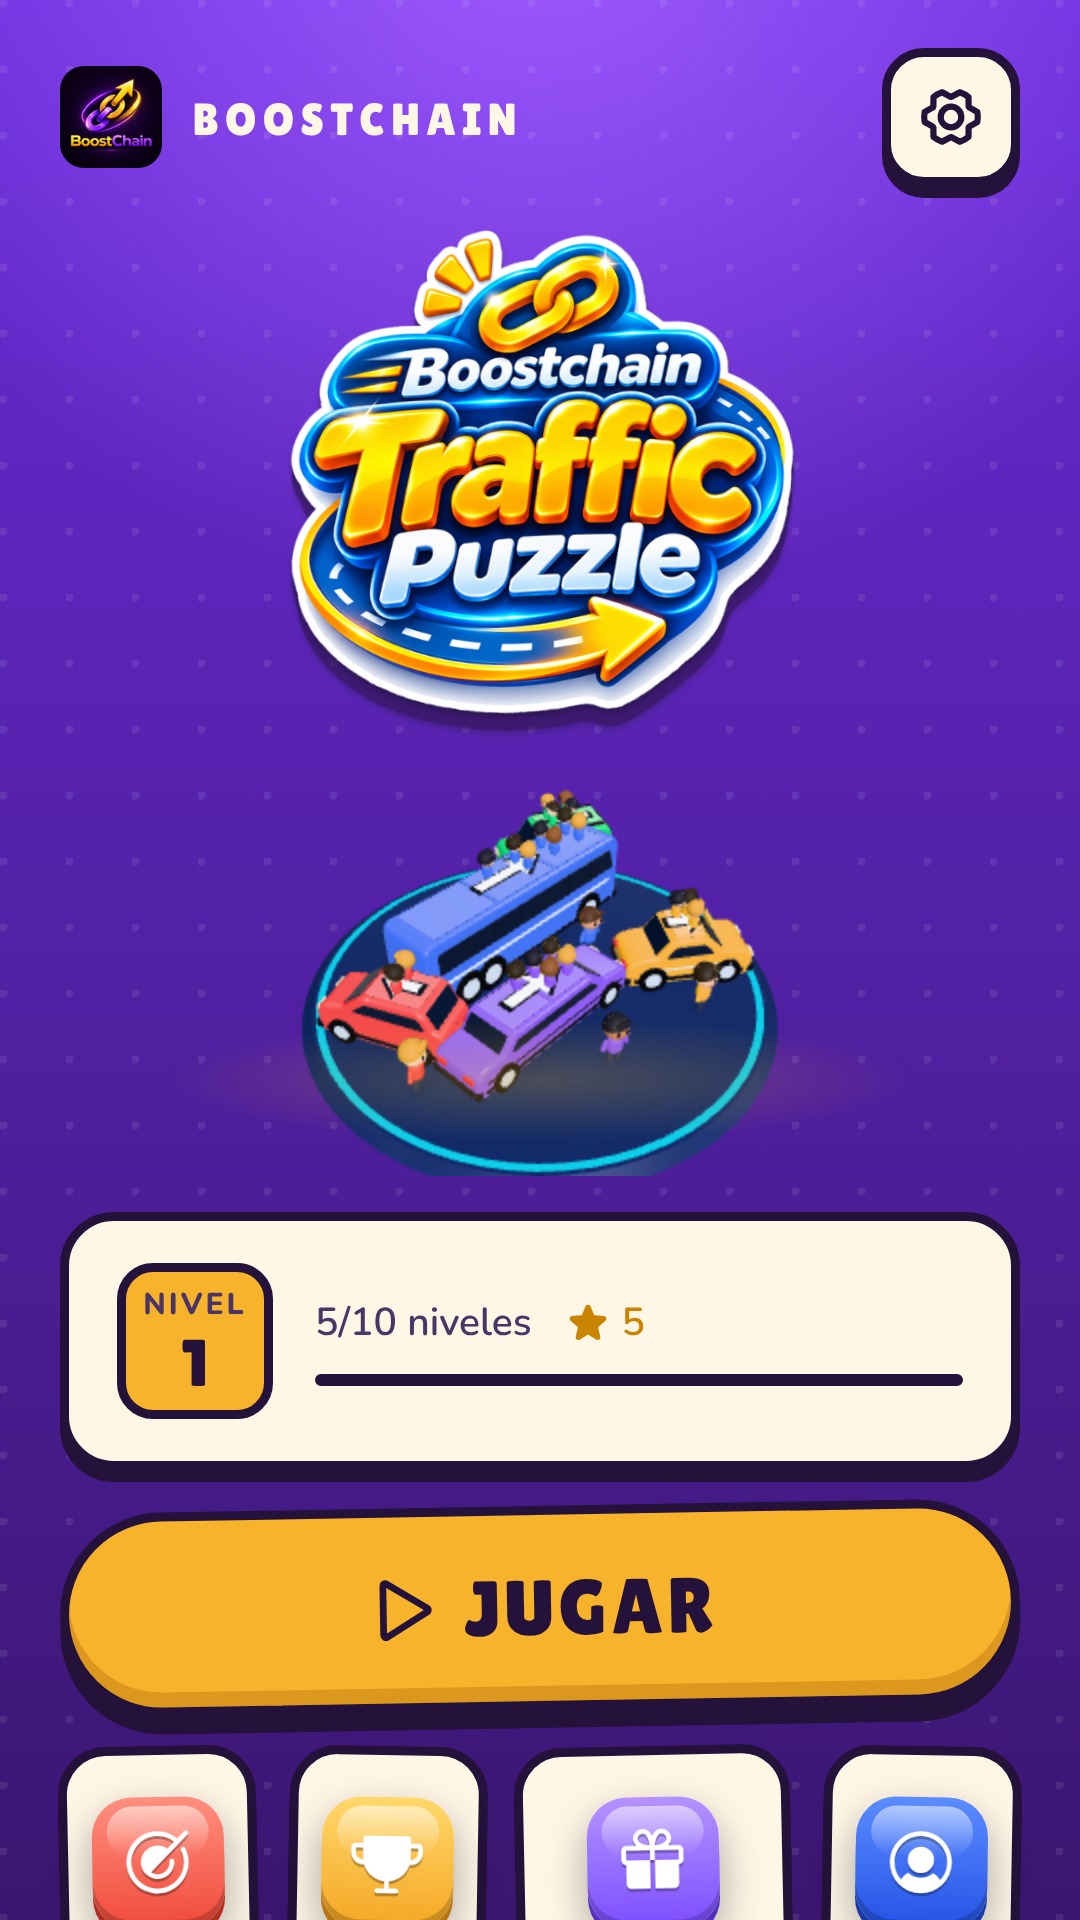 BoostChain
BOOSTCHAIN
Boostchain
Traffic
Puzzle
NIVEL
1
5/10 niveles 5
JUGAR